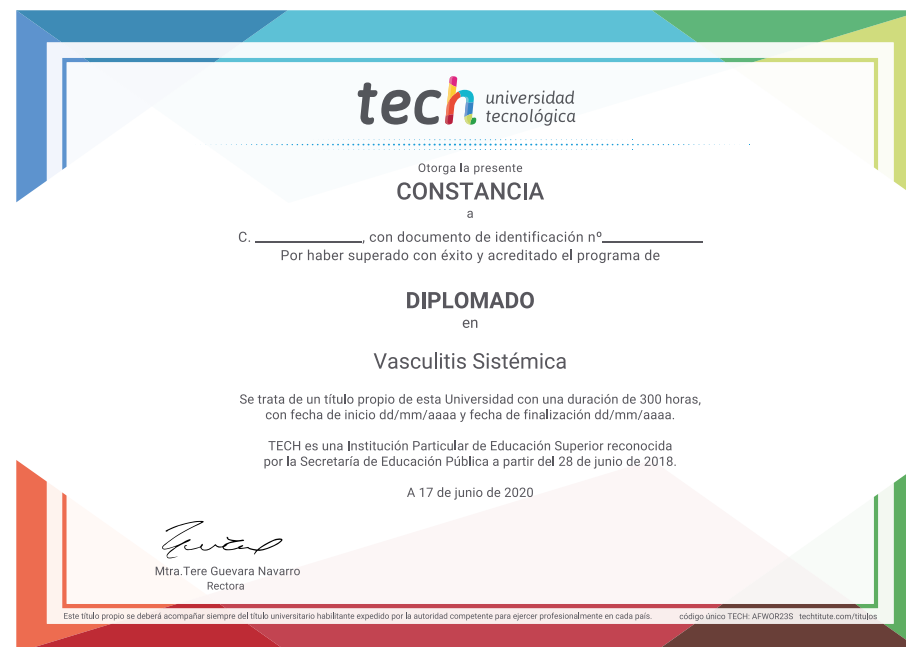 tech universidad
tecnológica
Otorga la presente
CONSTANCIA
a
C. ____________, con documento de identificación nº____________
Por haber superado con éxito y acreditado el programa de
DIPLOMADO
en
Vasculitis Sistémica
Se trata de un título propio de esta Universidad con una duración de 300 horas,
con fecha de inicio dd/mm/aaaa y fecha de finalización dd/mm/aaaa.
TECH es una Institución Particular de Educación Superior reconocida
por la Secretaría de Educación Pública a partir del 28 de junio de 2018.
A 17 de junio de 2020
Mtra.Tere Guevara Navarro
Rectora
Este título propio se deberá acompañar siempre del título universitario habilitante expedido por la autoridad competente para ejercer profesionalmente en cada país. código único TECH: AFWOR23S techtitute.com/titulos